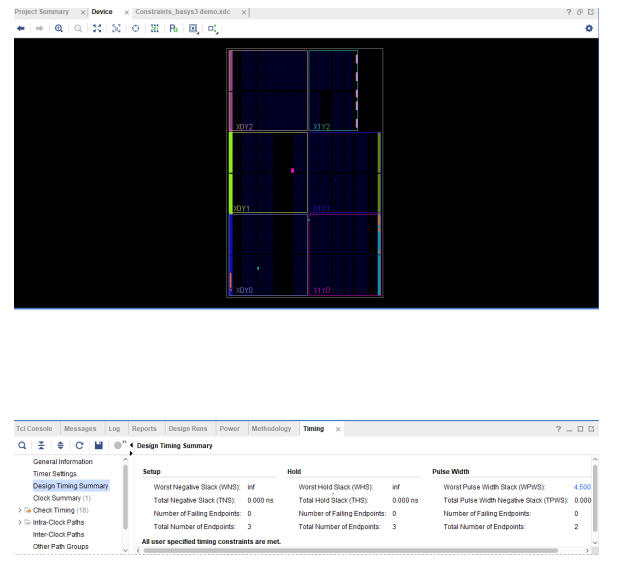 Project Summary × Device × Constraints_basys3 demo.xdc ×
X0Y2 X1Y2
X0Y1 X1Y1
X0Y0 X1Y0
Tcl Console Messages Log Reports Design Runs Power Methodology Timing ×
Design Timing Summary
General Information
Timer Settings
Design Timing Summary
Clock Summary (1)
Check Timing (18)
Intra-Clock Paths
Inter-Clock Paths
Other Path Groups
Setup Hold Pulse Width
Worst Negative Slack (WNS): inf Worst Hold Slack (WHS): inf Worst Pulse Width Slack (WPWS): 4.500
Total Negative Slack (TNS): 0.000 ns Total Hold Slack (THS): 0.000 ns Total Pulse Width Negative Slack (TPWS): 0.000
Number of Failing Endpoints: 0 Number of Failing Endpoints: 0 Number of Failing Endpoints: 0
Total Number of Endpoints: 3 Total Number of Endpoints: 3 Total Number of Endpoints: 2
All user specified timing constraints are met.